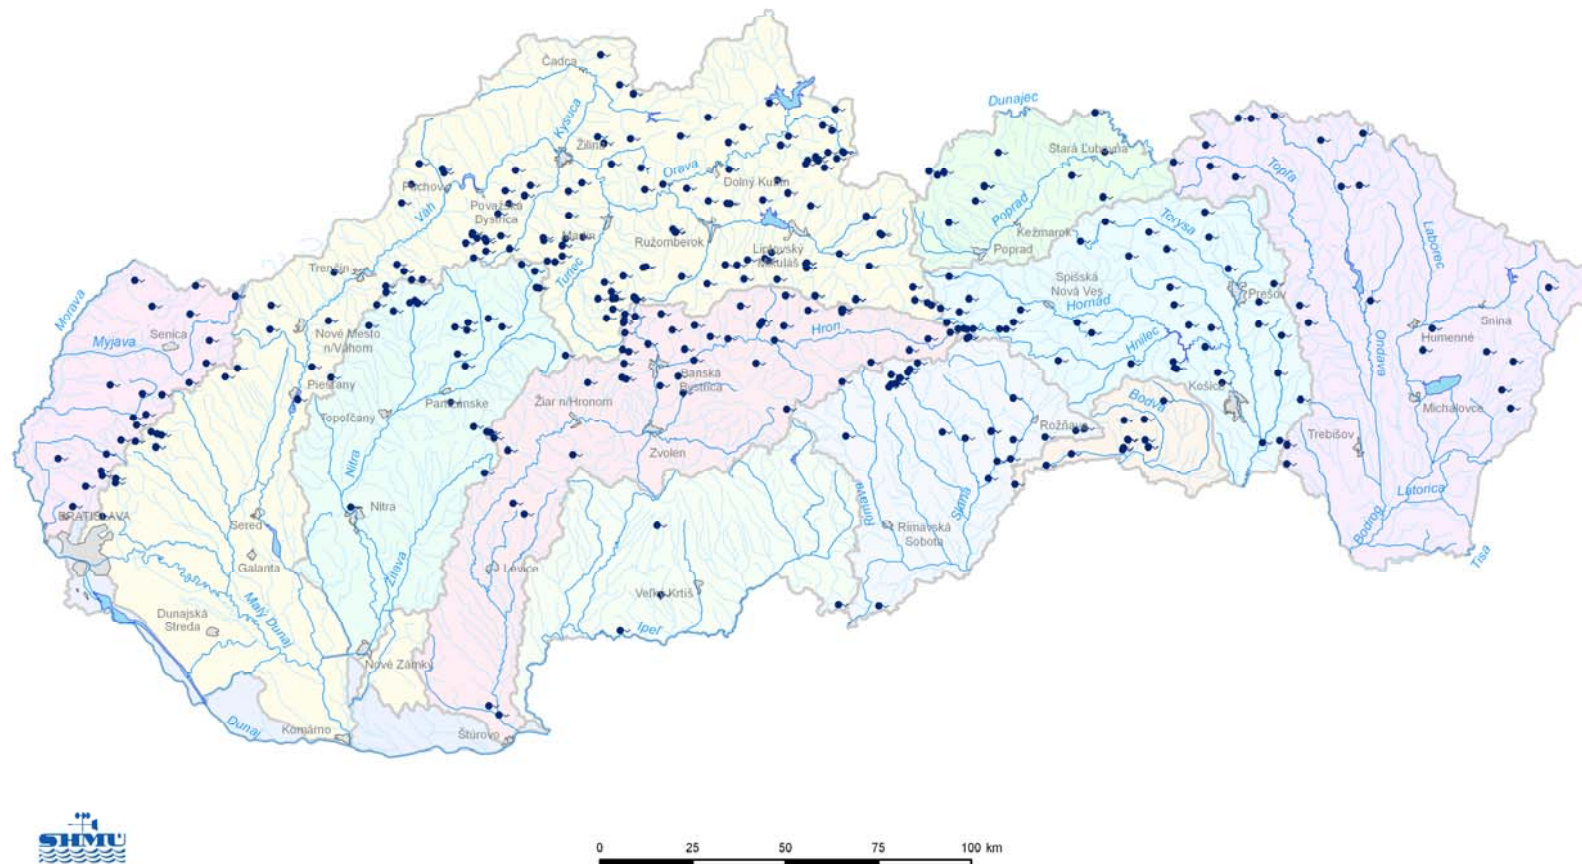 Dunajec
Čadca
Kysuca
Žilina
Stará Ľubovňa
Orava
Dolný Kubín
Topľa
Púchov
Váh
Považská
Bystrica
Poprad
Torysa
Laborec
Martin
Ružomberok
Kežmarok
Liptovský
Mikuláš
Poprad
Trenčín
Turiec
Spišská
Nová Ves
Prešov
Morava
Hornád
Senica
Nové Mesto
n/Váhom
Hron
Ondava
Snina
Myjava
Hnilec
Humenné
Piešťany
Banská
Bystrica
Košice
Topoľčany
Partizánske
Žiar n/Hronom
Bodva
Michalovce
Rožňava
Trebišov
Zvolen
Nitra
Latorica
Rimava
Slaná
BRATISLAVA
Sereď
Nitra
Rimavská
Sobota
Bodrog
Tisa
Galanta
Žitava
Levice
Malý Dunaj
Veľký Krtíš
Dunajská
Streda
Ipeľ
Nové Zámky
Dunaj
Komárno
Štúrovo
SHMÚ
0 25 50 75 100 km